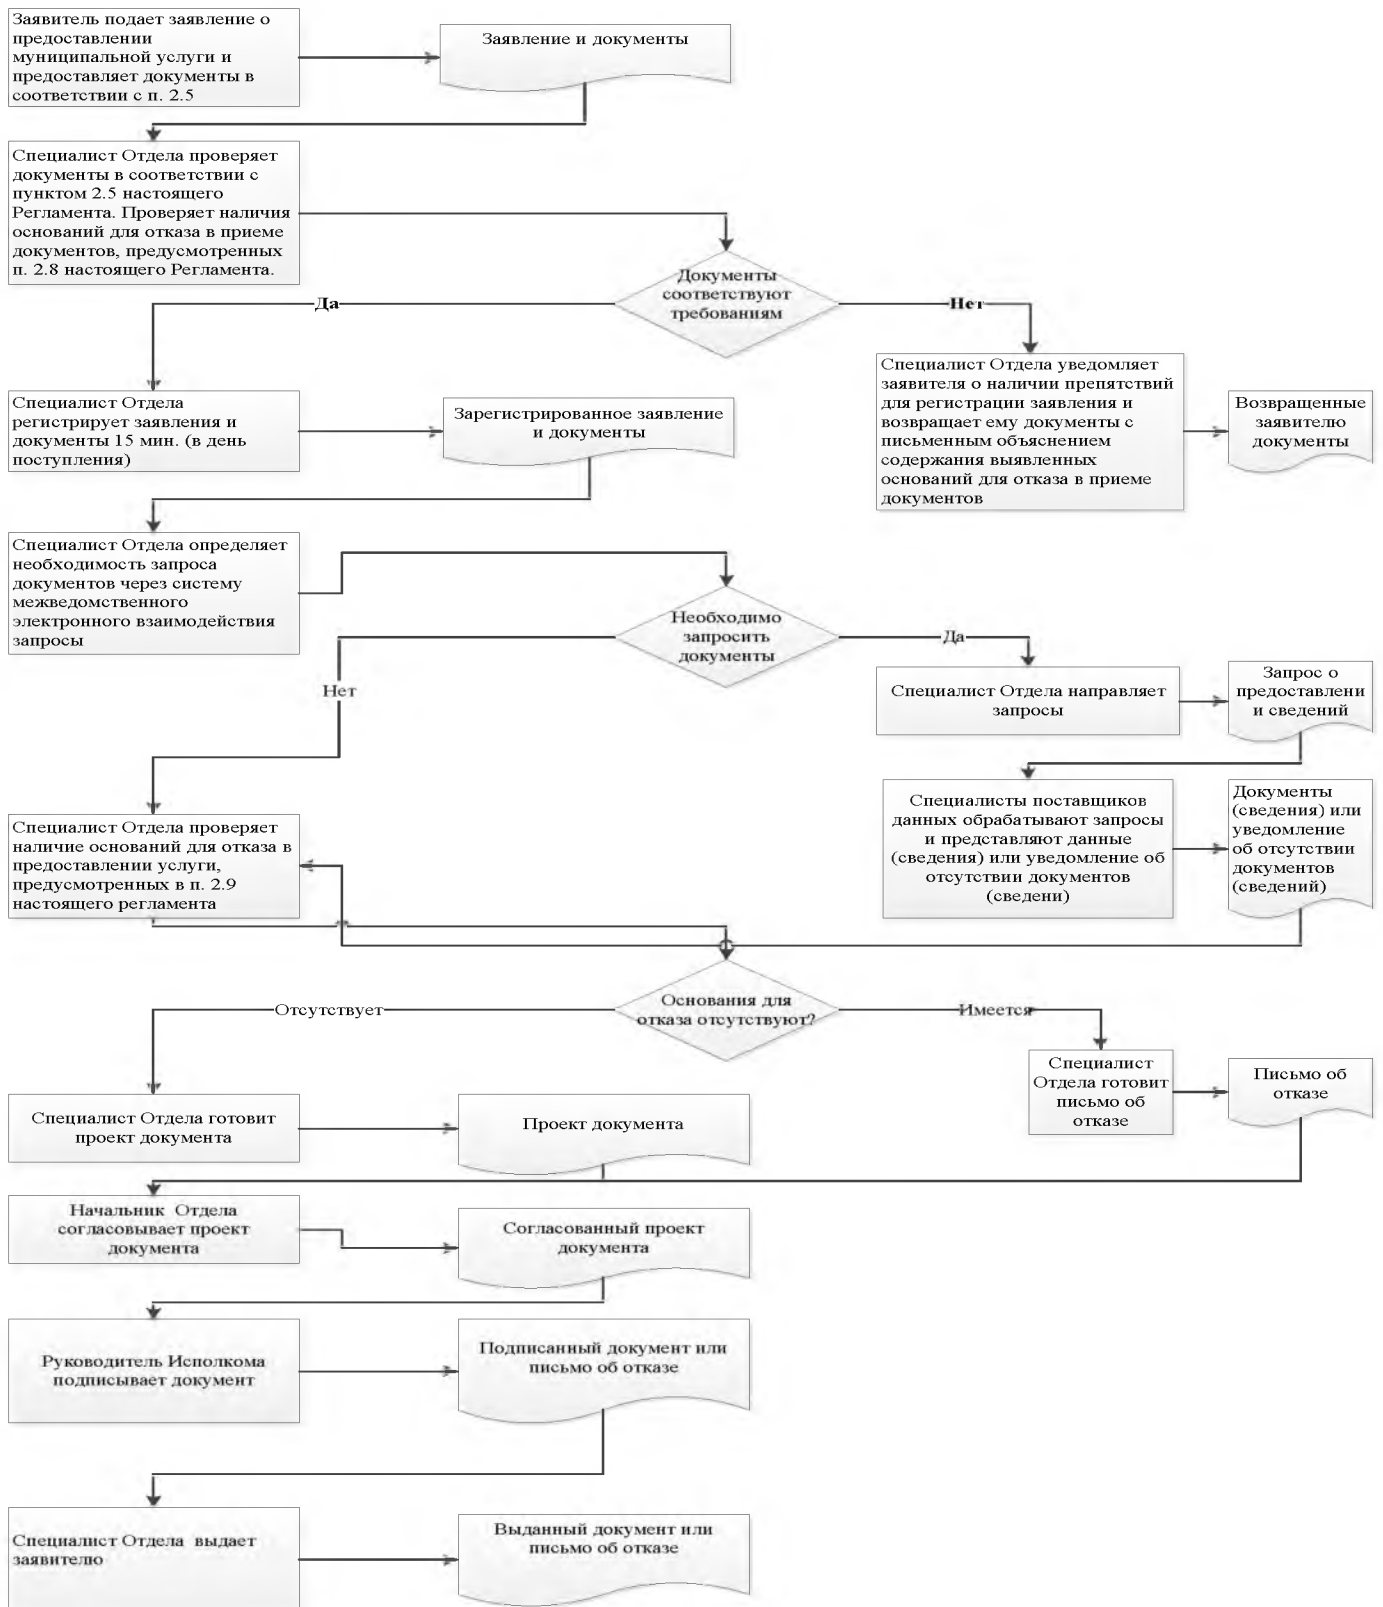 Заявитель подает заявление о
предоставлении
муниципальной услуги и
предоставляет документы в
соответствии с п. 2.5
Заявление и документы
Специалист Отдела проверяет
документы в соответствии с
пунктом 2.5 настоящего
Регламента. Проверяет наличия
оснований для отказа в приеме
документов, предусмотренных
п. 2.8 настоящего Регламента.
Документы
соответствуют
требованиям
Да
Нет
Специалист Отдела
регистрирует заявления и
документы 15 мин. (в день
поступления)
Зарегистрированное заявление
и документы
Специалист Отдела уведомляет
заявителя о наличии препятствий
для регистрации заявления и
возвращает ему документы с
письменным объяснением
содержания выявленных
оснований для отказа в приеме
документов
Возвращенные
заявителю
документы
Специалист Отдела определяет
необходимость запроса
документов через систему
межведомственного
электронного взаимодействия
запросы
Необходимо
запросить
документы
Да
Нет
Специалист Отдела направляет
запросы
Запрос о
предоставлени
и сведений
Специалисты поставщиков
данных обрабатывают запросы
и представляют данные
(сведения) или уведомление об
отсутствии документов
(сведени)
Документы
(сведения) или
уведомление
об отсутствии
документов
(сведений)
Специалист Отдела проверяет
наличие оснований для отказа в
предоставлении услуги,
предусмотренных в п. 2.9
настоящего регламента
Основания для
отказа отсутствуют?
Отсутствует
Имеется
Специалист
Отдела готовит
письмо об
отказе
Письмо об
отказе
Специалист Отдела готовит
проект документа
Проект документа
Начальник Отдела
согласовывает проект
документа
Согласованный проект
документа
Руководитель Исполкома
подписывает документ
Подписанный документ или
письмо об отказе
Специалист Отдела выдает
заявителю
Выданный документ или
письмо об отказе